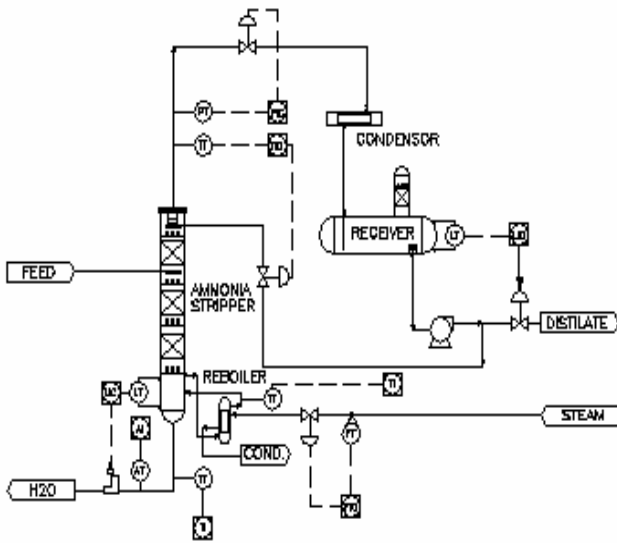 PT
TT
CONDENSOR
RECEIVER
LT
FEED
AMMONIA
STRIPPER
DISTILATE
REBOILER
TT
TI
LT
STEAM
AI
FT
COND.
AT
H2O
TT
TI